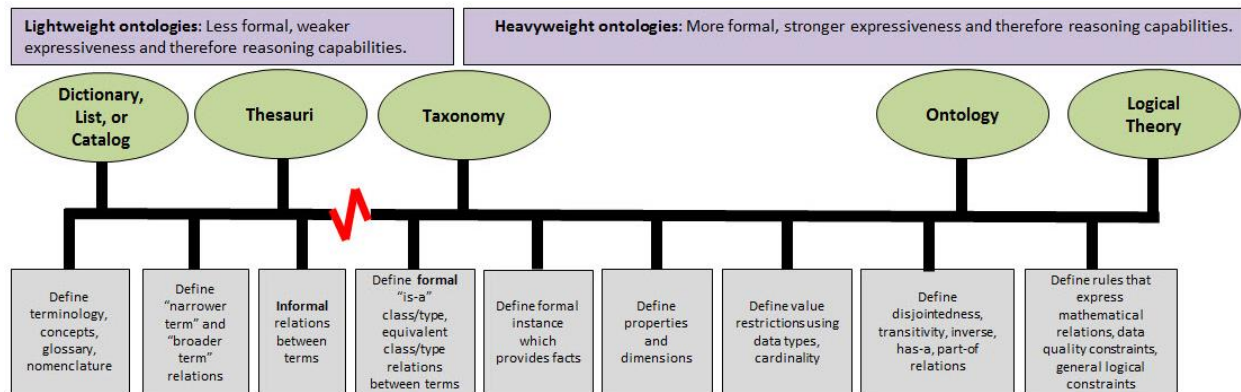 Lightweight ontologies: Less formal, weaker
expressiveness and therefore reasoning capabilities.
Heavyweight ontologies: More formal, stronger expressiveness and therefore reasoning capabilities.
Dictionary,
List, or
Catalog
Thesauri
Taxonomy
Ontology
Logical
Theory
Define
terminology,
concepts,
glossary,
nomenclature
Define
“narrower
term” and
“broader
term”
relations
Informal
relations
between
terms
Define formal
“is-a”
class/type,
equivalent
class/type
relations
between terms
Define formal
instance
which
provides facts
Define
properties
and
dimensions
Define value
restrictions using
data types,
cardinality
Define
disjointedness,
transitivity, inverse,
has-a, part-of
relations
Define rules that
express
mathematical
relations, data
quality constraints,
general logical
constraints